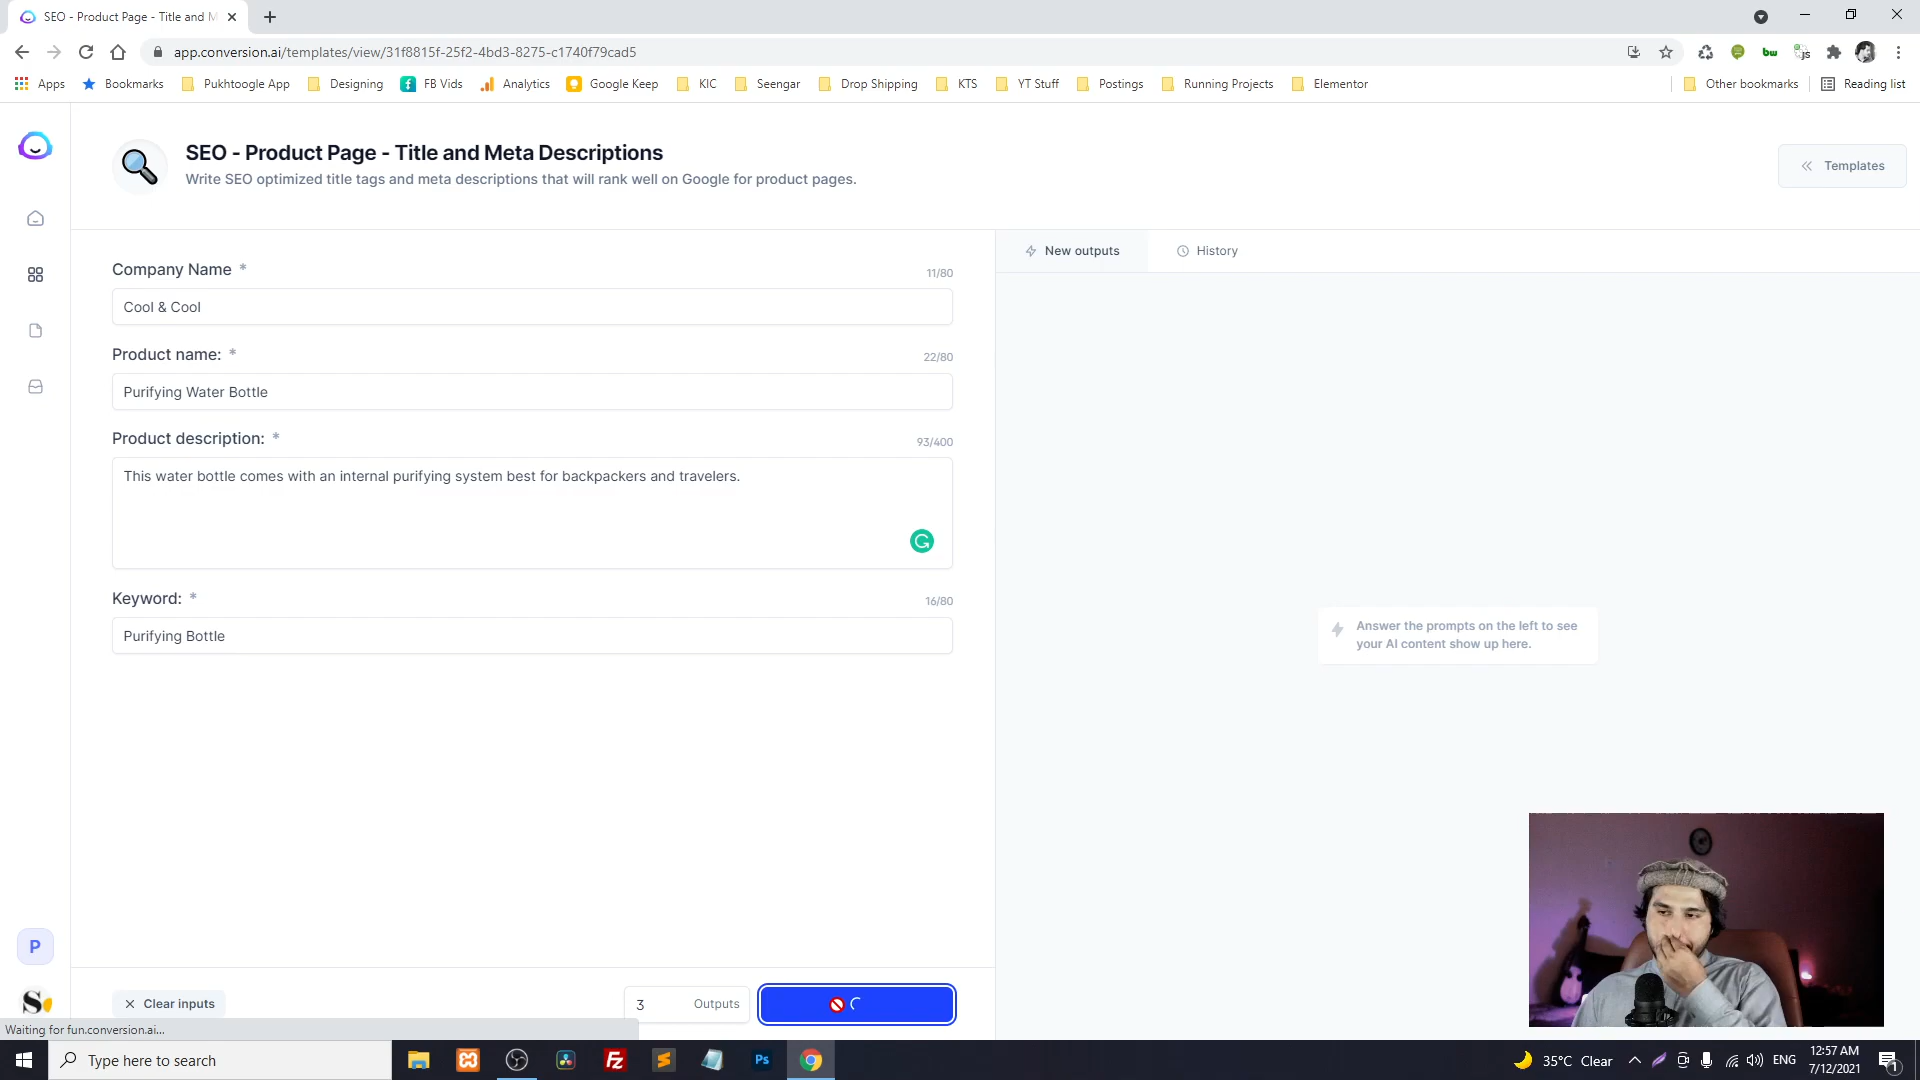 SEO - Product Page - Title and M
app.conversion.ai/templates/view/31f8815f-25f2-4bd3-8275-c1740f79cad5
Apps Bookmarks Pukhtoogle App Designing FB Vids Analytics Google Keep KIC Seengar Drop Shipping KTS YT Stuff Postings Running Projects Elementor Other bookmarks Reading list
SEO - Product Page - Title and Meta Descriptions
Write SEO optimized title tags and meta descriptions that will rank well on Google for product pages.
Templates
New outputs History
Company Name * 11/80
Cool & Cool
Product name: * 22/80
Purifying Water Bottle
Product description: * 93/400
This water bottle comes with an internal purifying system best for backpackers and travelers.
Keyword: * 16/80
Purifying Bottle
Answer the prompts on the left to see
your AI content show up here.
P
Clear inputs 3 Outputs
Waiting for fun.conversion.ai...
Type here to search
35°C Clear ENG
12:57 AM
7/12/2021
1